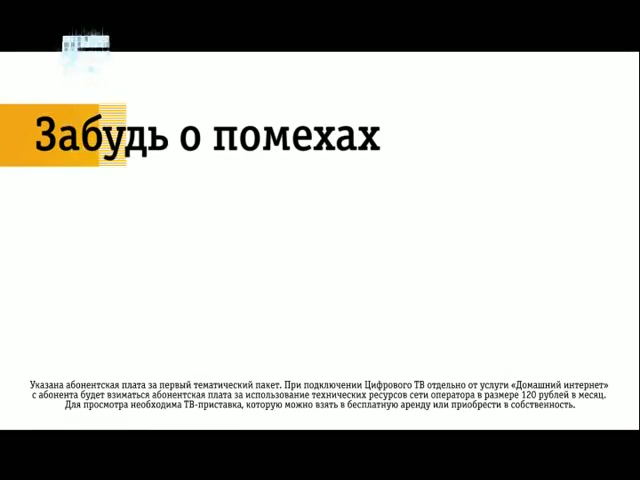 Забудь о помехах
Указана абонентская плата за первый тематический пакет. При подключении Цифрового ТВ отдельно от услуги «Домашний интернет»
с абонента будет взиматься абонентская плата за использование технических ресурсов сети оператора в размере 120 рублей в месяц.
Для просмотра необходима ТВ-приставка, которую можно взять в бесплатную аренду или приобрести в собственность.